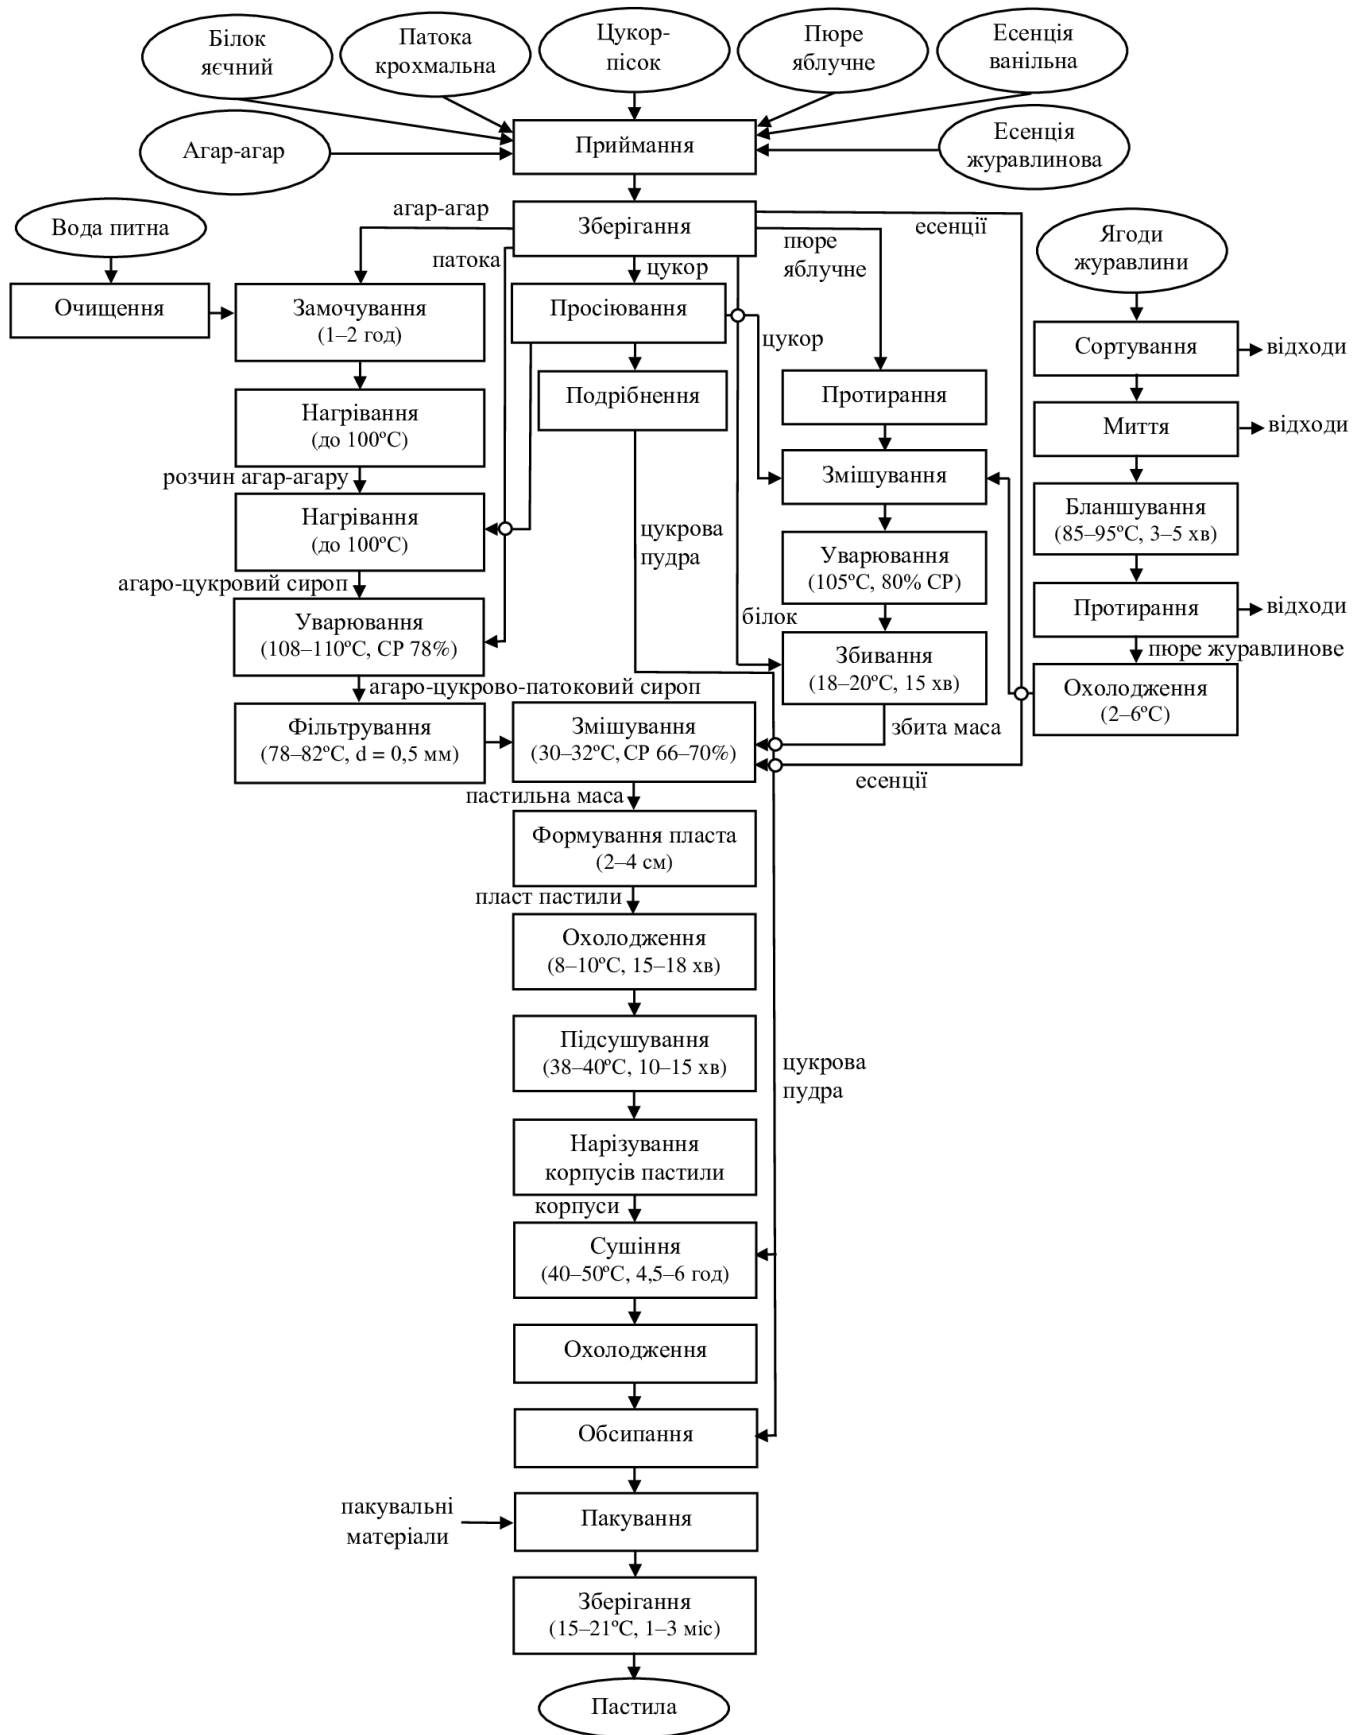 Білок
яєчний
Патока
крохмальна
Цукор-
пісок
Пюре
яблучне
Есенція
ванільна
Агар-агар
Приймання
Есенція
журавлинова
Вода питна
агар-агар
Зберігання
есенції
Ягоди
журавлини
патока
цукор
пюре
яблучне
Очищення
Замочування
(1–2 год)
Просіювання
цукор
Сортування
відходи
Нагрівання
(до 100ºС)
Подрібнення
Протирання
Миття
відходи
розчин агар-агару
Змішування
Бланшування
(85–95ºС, 3–5 хв)
Нагрівання
(до 100ºС)
цукрова
пудра
Уварювання
(105ºС, 80% СР)
агаро-цукровий сироп
Протирання
відходи
Уварювання
(108–110ºС, СР 78%)
білок
Збивання
(18–20ºС, 15 хв)
пюре журавлинове
агаро-цукрово-патоковий сироп
Охолодження
(2–6ºС)
Фільтрування
(78–82ºС, d = 0,5 мм)
Змішування
(30–32ºС, СР 66–70%)
збита маса
есенції
пастильна маса
Формування пласта
(2–4 см)
пласт пастили
Охолодження
(8–10ºС, 15–18 хв)
Підсушування
(38–40ºС, 10–15 хв)
цукрова
пудра
Нарізування
корпусів пастили
корпуси
Сушіння
(40–50ºС, 4,5–6 год)
Охолодження
Обсипання
пакувальні
матеріали
Пакування
Зберігання
(15–21ºС, 1–3 міс)
Пастила